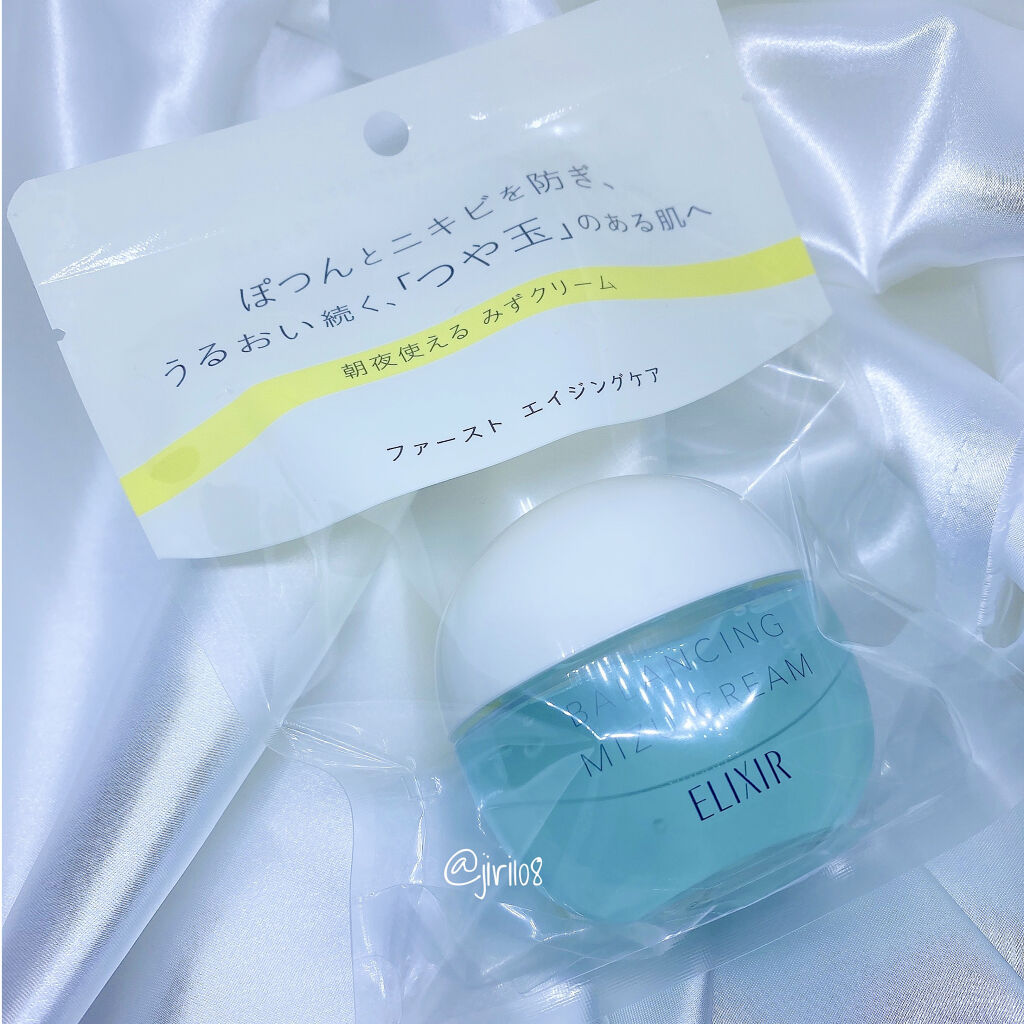 ぽつんとニキビを防ぎ、
うるおい続く、「つや玉」のある肌へ
朝夜使える みずクリーム
ファースト エイジングケア
BALANCING
MIZU CREAM
ELIXIR
@jiri1108